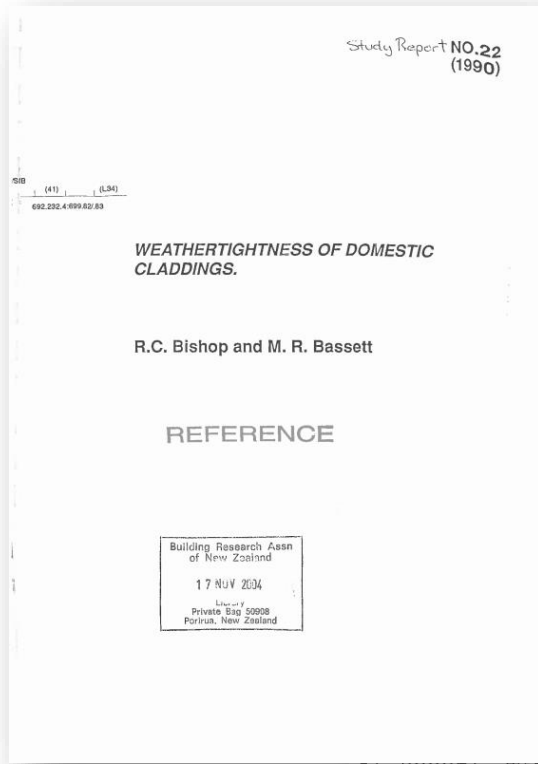 Study Report NO.22
(1990)
(41) (L34)
692.232.4:699.82/.83
WEATHERTIGHTNESS OF DOMESTIC
CLADDINGS.
R.C. Bishop and M. R. Bassett
REFERENCE
Building Research Assn
of New Zealand
17 NOV 2004
Library
Private Bag 50908
Porirua, New Zealand